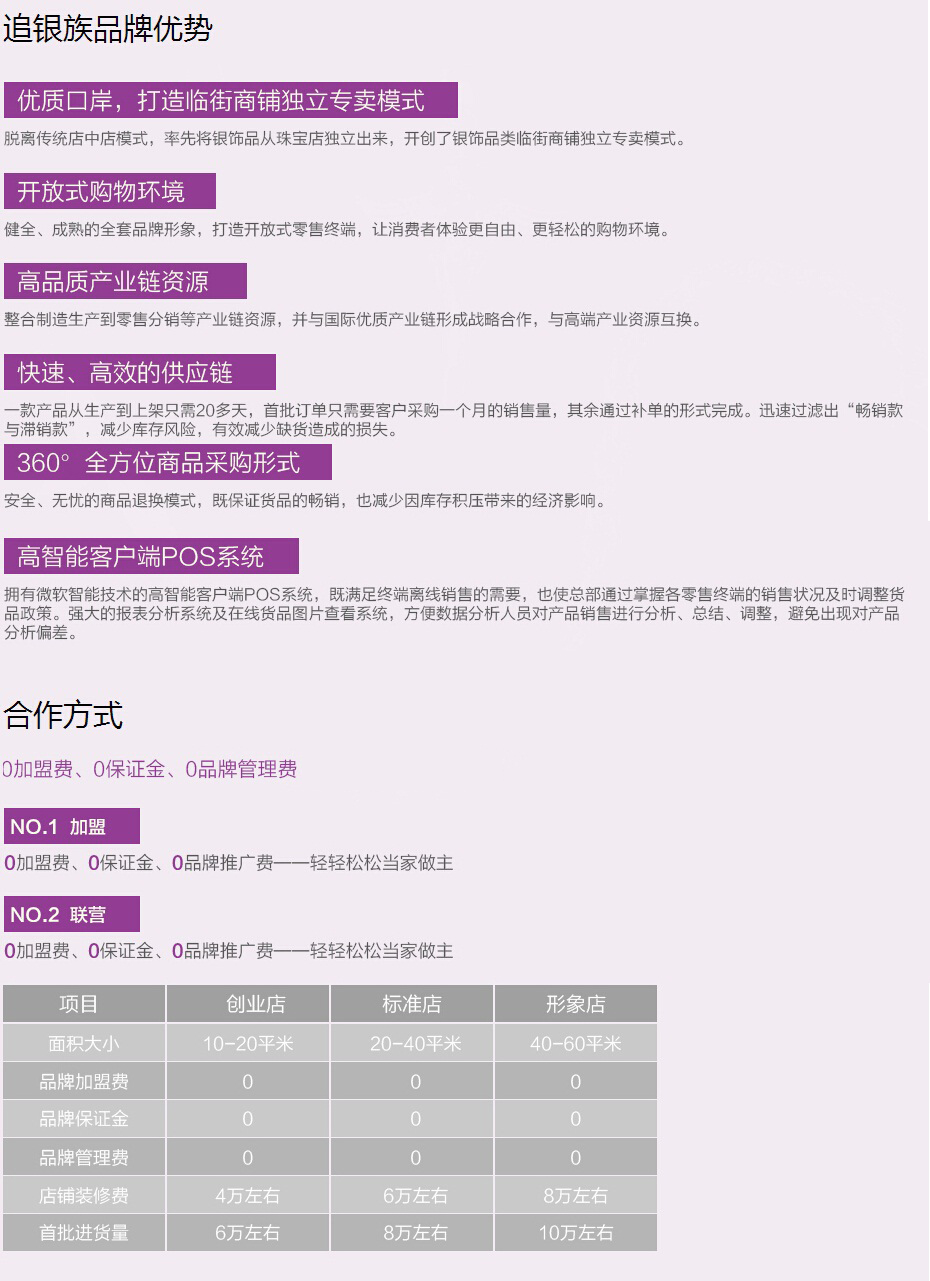 追银族品牌优势
优质口岸，打造临街商铺独立专卖模式
脱离传统店中店模式，率先将银饰品从珠宝店独立出来，开创了银饰品类临街商铺独立专卖模式。
开放式购物环境
健全、成熟的全套品牌形象，打造开放式零售终端，让消费者体验更自由、更轻松的购物环境。
高品质产业链资源
整合制造生产到零售分销等产业链资源，并与国际优质产业链形成战略合作，与高端产业资源互换。
快速、高效的供应链
一款产品从生产到上架只需20多天，首批订单只需要客户采购一个月的销售量，其余通过补单的形式完成。迅速过滤出“畅销款
与滞销款”，减少库存风险，有效减少缺货造成的损失。
360°全方位商品采购形式
安全、无忧的商品退换模式，既保证货品的畅销，也减少因库存积压带来的经济影响。
高智能客户端POS系统
拥有微软智能技术的高智能客户端POS系统，既满足终端离线销售的需要，也使总部通过掌握各零售终端的销售状况及时调整货
品政策。强大的报表分析系统及在线货品图片查看系统，方便数据分析人员对产品销售进行分析、总结、调整，避免出现对产品
分析偏差。
合作方式
0加盟费、0保证金、0品牌管理费
NO.1 加盟
0加盟费、0保证金、0品牌推广费——轻轻松松当家做主
NO.2 联营
0加盟费、0保证金、0品牌推广费——轻轻松松当家做主
项目 创业店 标准店 形象店
面积大小 10-20平米 20-40平米 40-60平米
品牌加盟费 0 0 0
品牌保证金 0 0 0
品牌管理费 0 0 0
店铺装修费 4万左右 6万左右 8万左右
首批进货量 6万左右 8万左右 10万左右